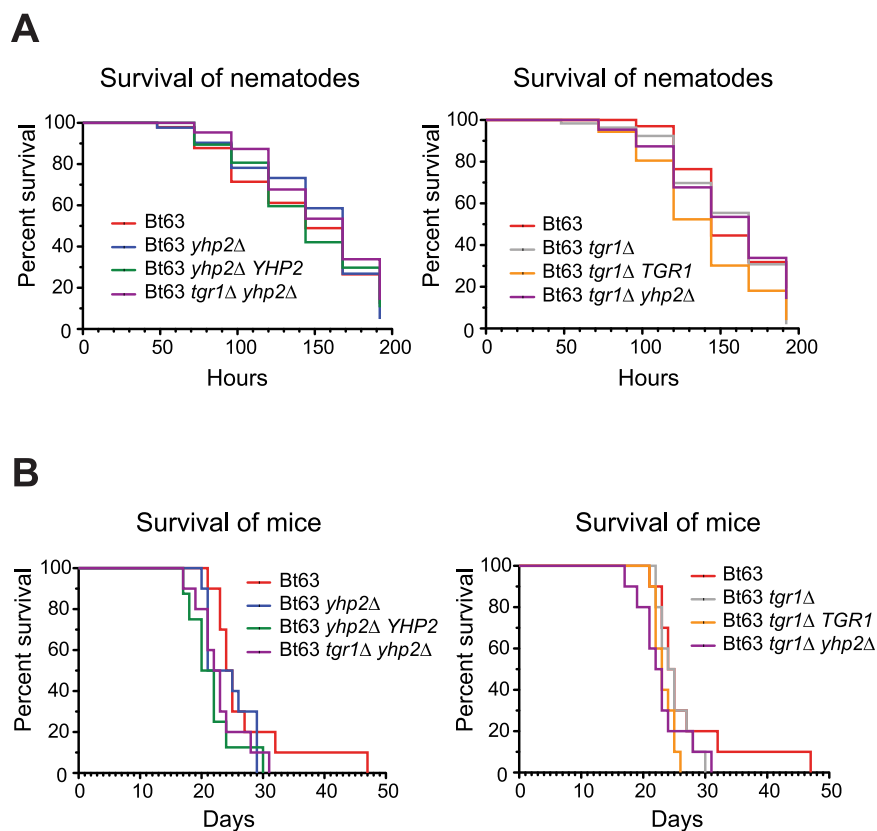 A
Survival of nematodes
Percent survival
100
80
60
40
20
0
Bt63
Bt63 yhp2Δ
Bt63 yhp2Δ YHP2
Bt63 tgr1Δ yhp2Δ
0 50 100 150 200
Hours
Survival of nematodes
Percent survival
100
80
60
40
20
0
Bt63
Bt63 tgr1Δ
Bt63 tgr1Δ TGR1
Bt63 tgr1Δ yhp2Δ
0 50 100 150 200
Hours
B
Survival of mice
Percent survival
100
80
60
40
20
0
Bt63
Bt63 yhp2Δ
Bt63 yhp2Δ YHP2
Bt63 tgr1Δ yhp2Δ
0 10 20 30 40 50
Days
Survival of mice
Percent survival
100
80
60
40
20
0
Bt63
Bt63 tgr1Δ
Bt63 tgr1Δ TGR1
Bt63 tgr1Δ yhp2Δ
0 10 20 30 40 50
Days